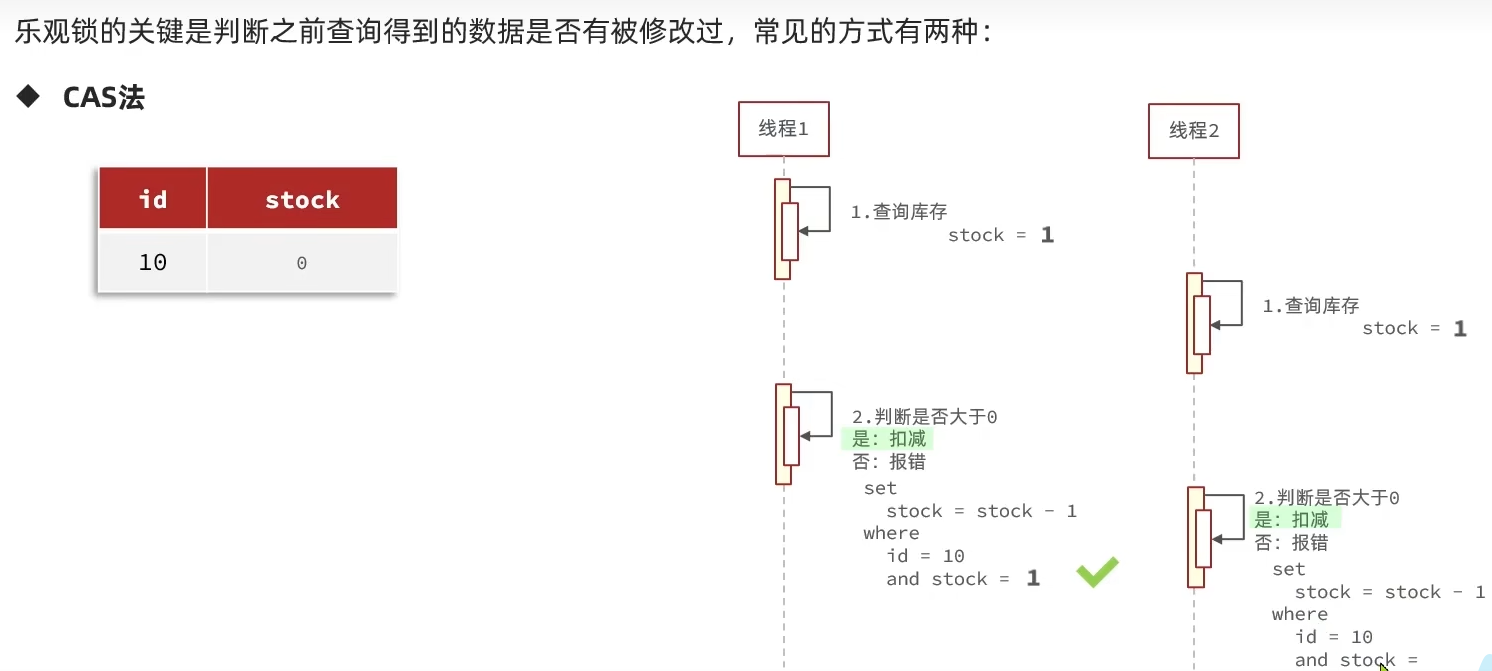 乐观锁的关键是判断之前查询得到的数据是否有被修改过，常见的方式有两种：
CAS法
id stock
10 0
线程1
1.查询库存
stock = 1
2.判断是否大于0
是：扣减
否：报错
set
stock = stock - 1
where
id = 10
and stock = 1
线程2
1.查询库存
stock = 1
2.判断是否大于0
是：扣减
否：报错
set
stock = stock - 1
where
id = 10
and stock =